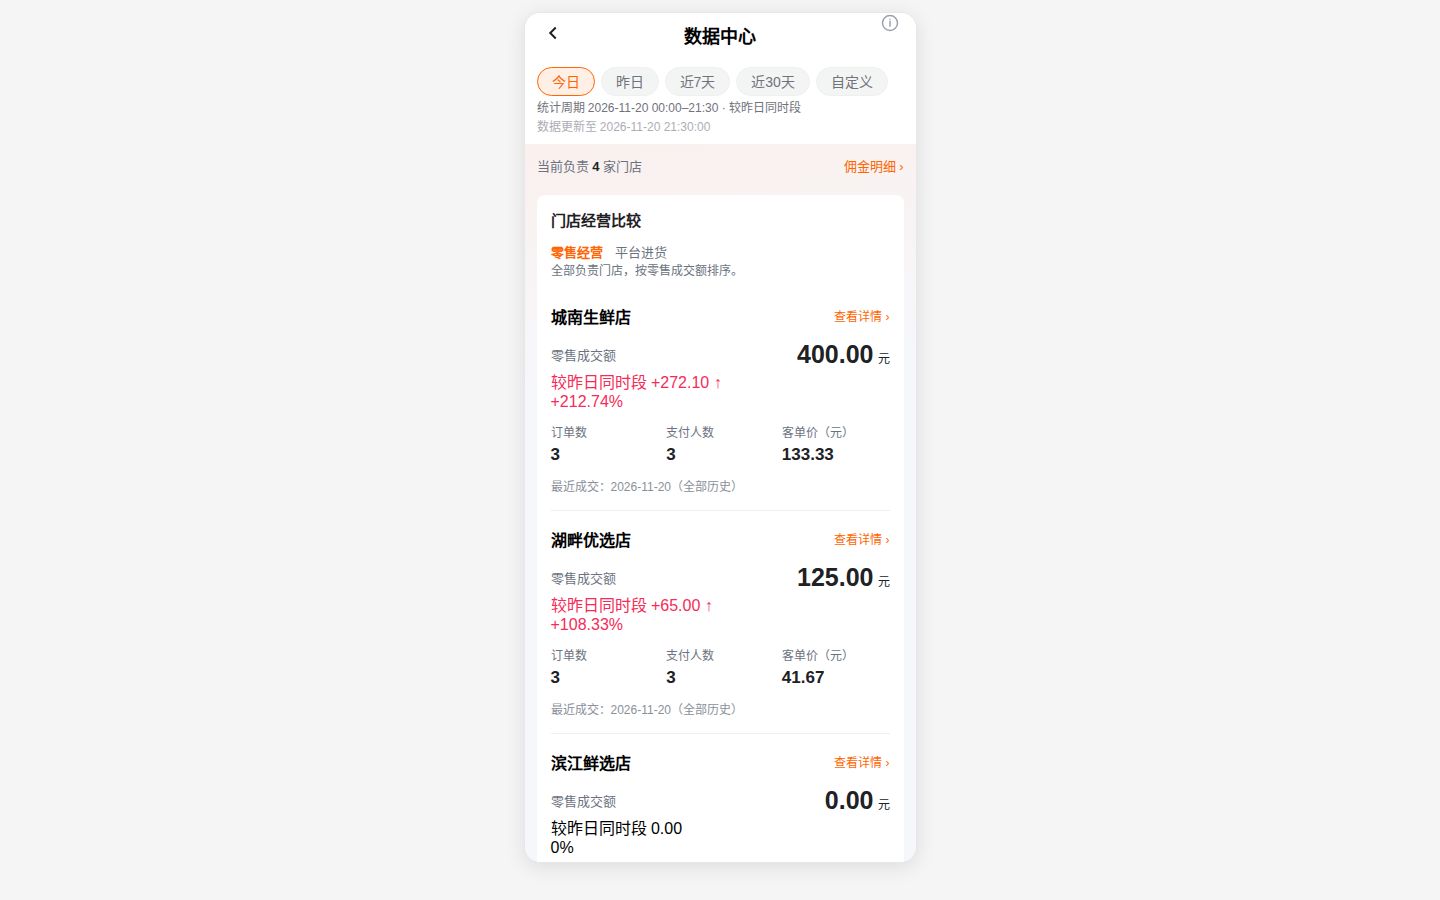 数据中心
今日 昨日 近7天 近30天 自定义
统计周期 2026-11-20 00:00–21:30 · 较昨日同时段
数据更新至 2026-11-20 21:30:00
当前负责 4 家门店 佣金明细 ›
门店经营比较
零售经营 平台进货
全部负责门店，按零售成交额排序。
城南生鲜店 查看详情 ›
零售成交额 400.00 元
较昨日同时段 +272.10 ↑
+212.74%
订单数 支付人数 客单价（元）
3 3 133.33
最近成交：2026-11-20（全部历史）
湖畔优选店 查看详情 ›
零售成交额 125.00 元
较昨日同时段 +65.00 ↑
+108.33%
订单数 支付人数 客单价（元）
3 3 41.67
最近成交：2026-11-20（全部历史）
滨江鲜选店 查看详情 ›
零售成交额 0.00 元
较昨日同时段 0.00
0%